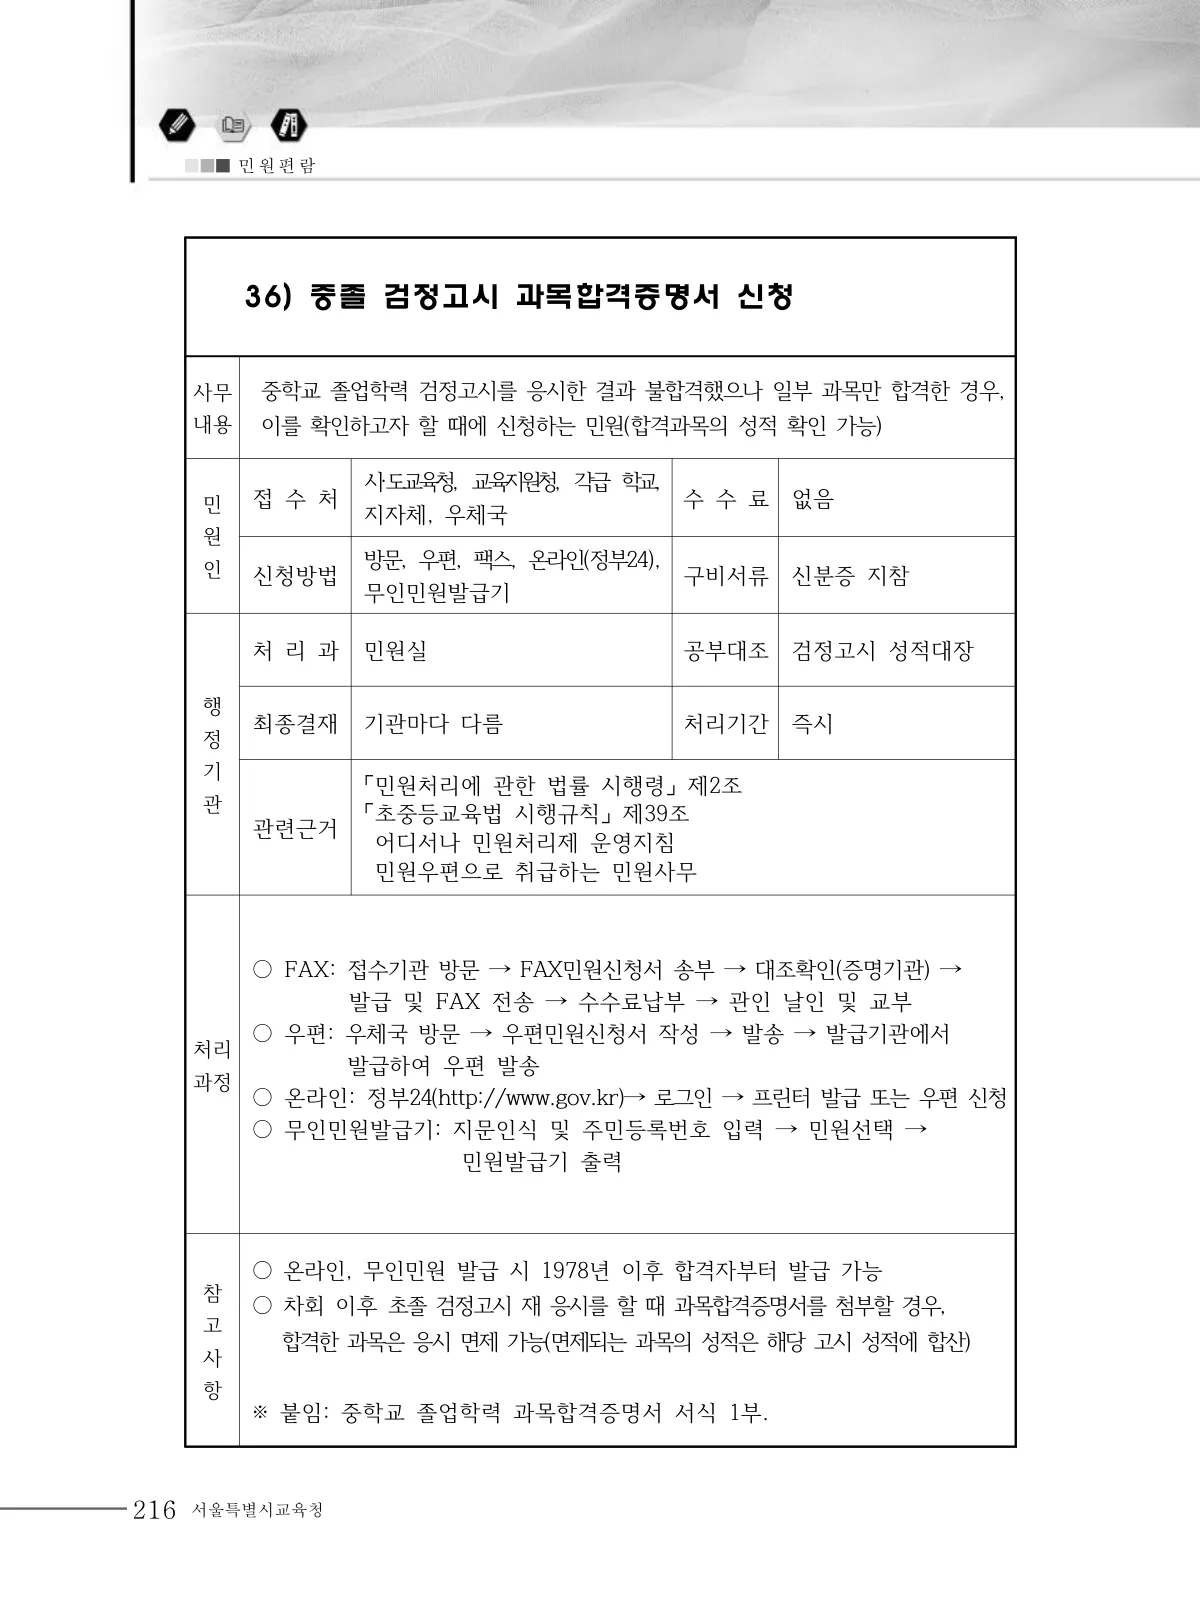 민원편람
36) 중졸 검정고시 과목합격증명서 신청
사무
내용
중학교 졸업학력 검정고시를 응시한 결과 불합격했으나 일부 과목만 합격한 경우,
이를 확인하고자 할 때에 신청하는 민원(합격과목의 성적 확인 가능)
민
원
인
접 수 처
사·도교육청, 교육지원청, 각급 학교,
지자체, 우체국
수 수 료
없음
신청방법
방문, 우편, 팩스, 온라인(정부24),
무인민원발급기
구비서류
신분증 지참
행
정
기
관
처 리 과
민원실
공부대조
검정고시 성적대장
최종결재
기관마다 다름
처리기간
즉시
관련근거
「민원처리에 관한 법률 시행령」 제2조
「초중등교육법 시행규칙」 제39조
어디서나 민원처리제 운영지침
민원우편으로 취급하는 민원사무
처리
과정
○ FAX: 접수기관 방문 → FAX민원신청서 송부 → 대조확인(증명기관) →
발급 및 FAX 전송 → 수수료납부 → 관인 날인 및 교부
○ 우편: 우체국 방문 → 우편민원신청서 작성 → 발송 → 발급기관에서
발급하여 우편 발송
○ 온라인: 정부24(http://www.gov.kr)→ 로그인 → 프린터 발급 또는 우편 신청
○ 무인민원발급기: 지문인식 및 주민등록번호 입력 → 민원선택 →
민원발급기 출력
참
고
사
항
○ 온라인, 무인민원 발급 시 1978년 이후 합격자부터 발급 가능
○ 차회 이후 초졸 검정고시 재 응시를 할 때 과목합격증명서를 첨부할 경우,
합격한 과목은 응시 면제 가능(면제되는 과목의 성적은 해당 고시 성적에 합산)
※ 붙임: 중학교 졸업학력 과목합격증명서 서식 1부.
216 서울특별시교육청